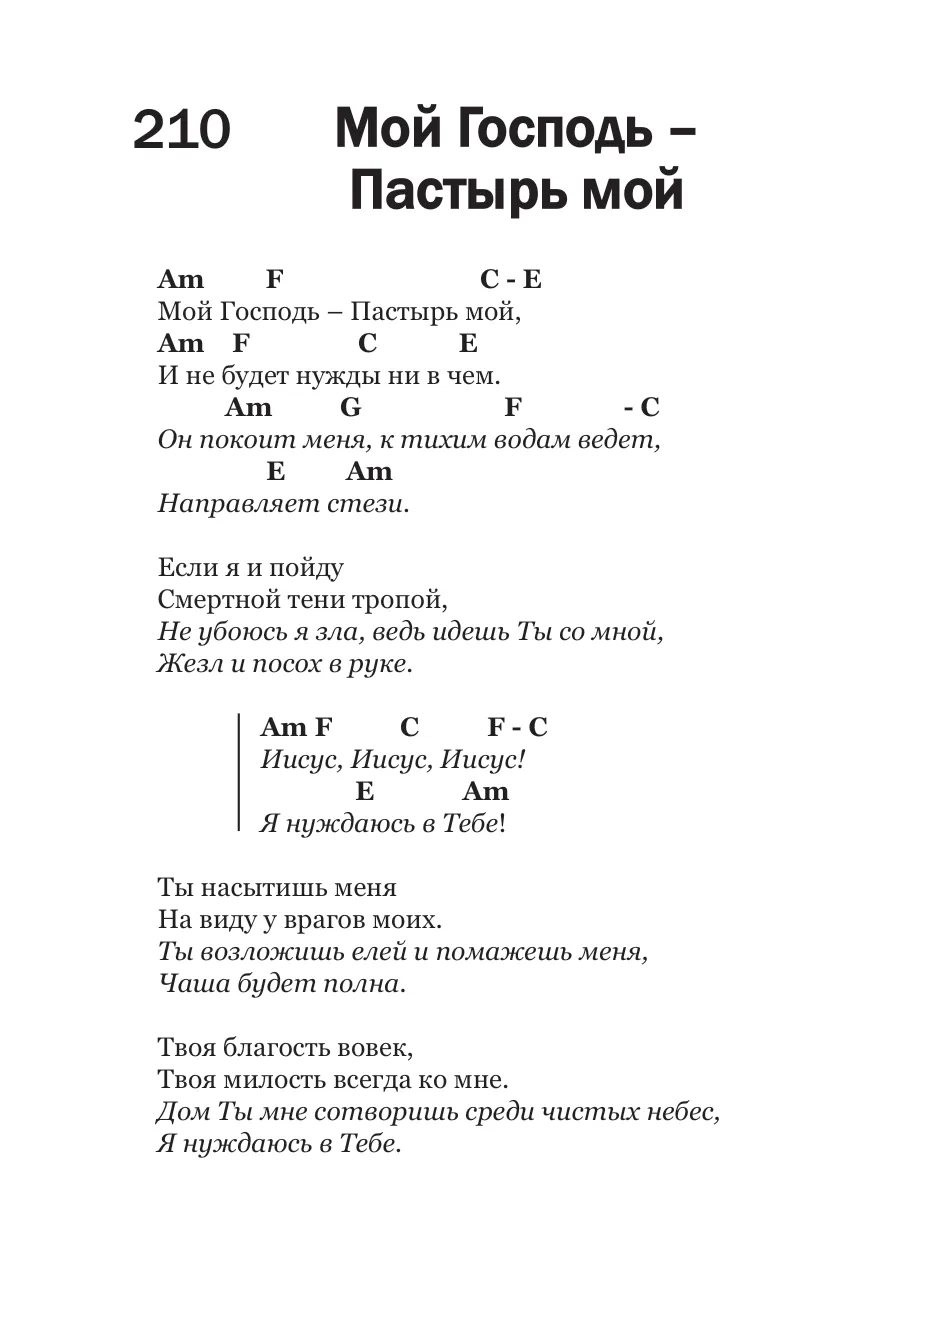 210
Мой Господь –
Пастырь мой
Am F C - E
Мой Господь – Пастырь мой,
Am F C E
И не будет нужды ни в чем.
Am G F - C
Он покоит меня, к тихим водам ведет,
E Am
Направляет стези.
Если я и пойду
Смертной тени тропой,
Не убоюсь я зла, ведь идешь Ты со мной,
Жезл и посох в руке.
Am F C F - C
Иисус, Иисус, Иисус!
E Am
Я нуждаюсь в Тебе!
Ты насытишь меня
На виду у врагов моих.
Ты возложишь елей и помажешь меня,
Чаша будет полна.
Твоя благость вовек,
Твоя милость всегда ко мне.
Дом Ты мне сотворишь среди чистых небес,
Я нуждаюсь в Тебе.